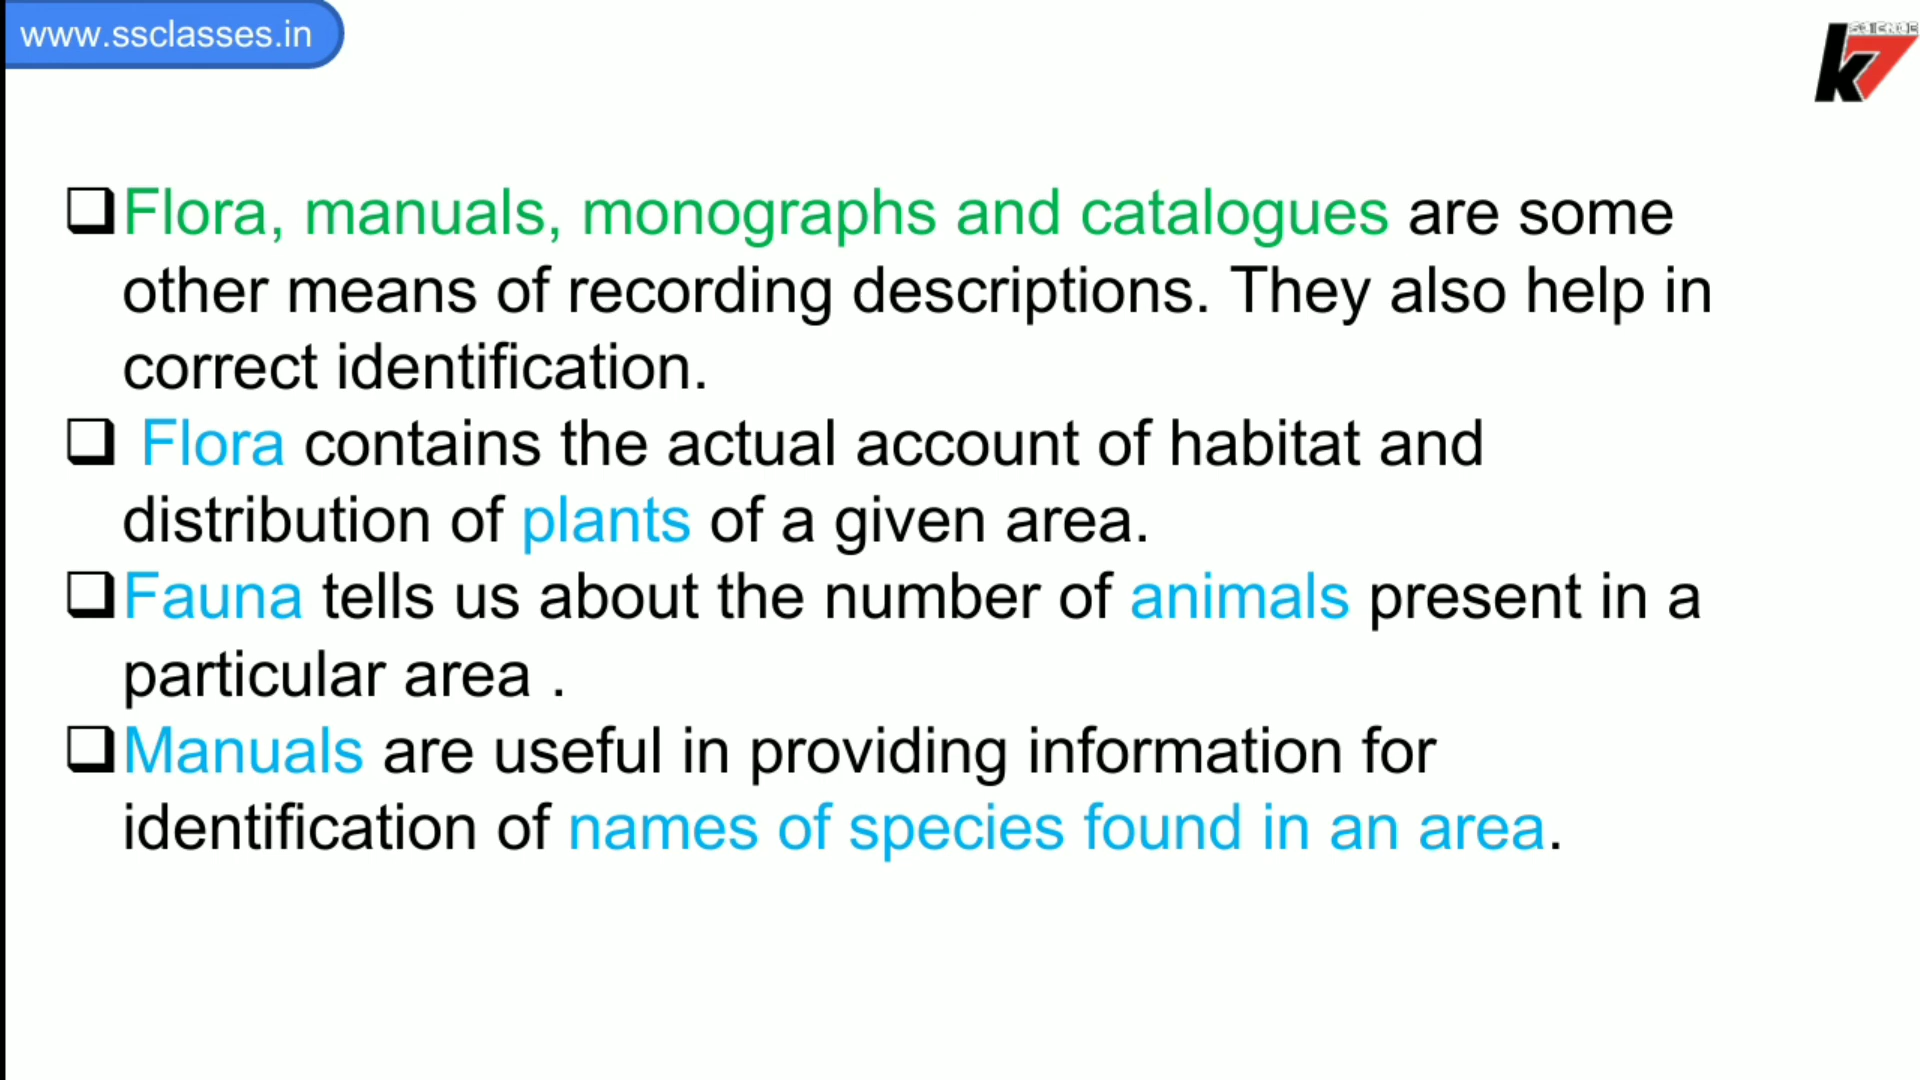 www.ssclasses.in
SCIENCE
k7
❑Flora, manuals, monographs and catalogues are some
other means of recording descriptions. They also help in
correct identification.
❑ Flora contains the actual account of habitat and
distribution of plants of a given area.
❑Fauna tells us about the number of animals present in a
particular area .
❑Manuals are useful in providing information for
identification of names of species found in an area.